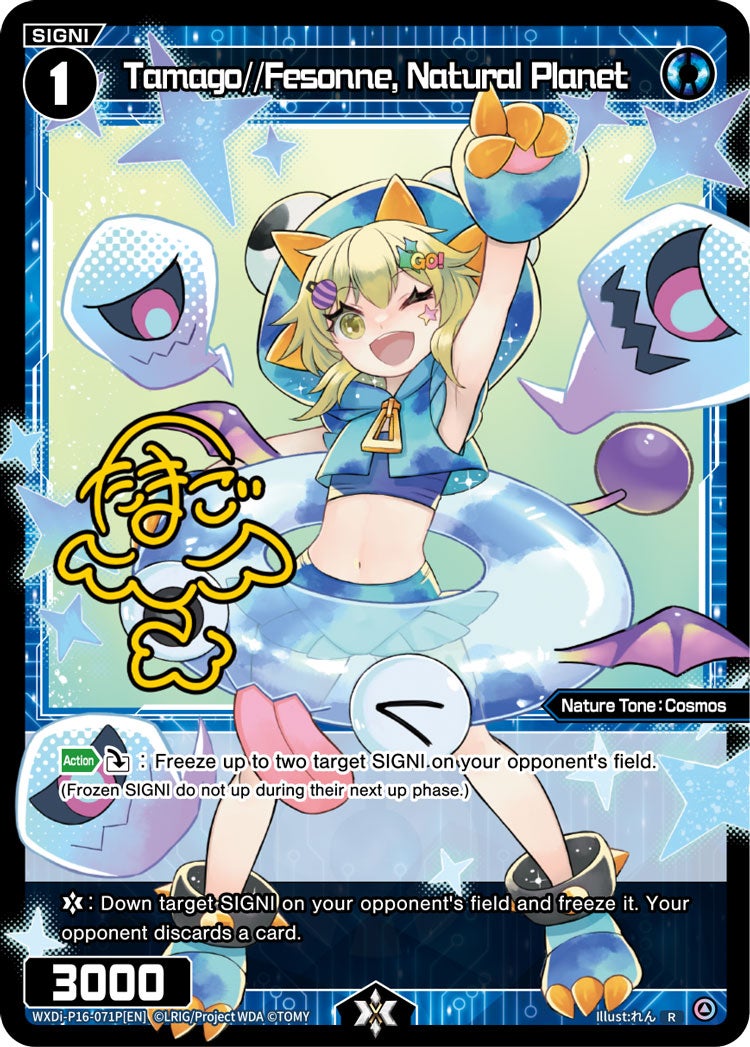 SIGNI
1
Tamago//Fesonne, Natural Planet
GO!
たまご
Nature Tone:Cosmos
Action : Freeze up to two target SIGNI on your opponent's field.
(Frozen SIGNI do not up during their next up phase.)
: Down target SIGNI on your opponent's field and freeze it. Your
opponent discards a card.
3000
WXDi-P16-071P[EN] ©LRIG/Project WDA ©TOMY
Illust:れん R